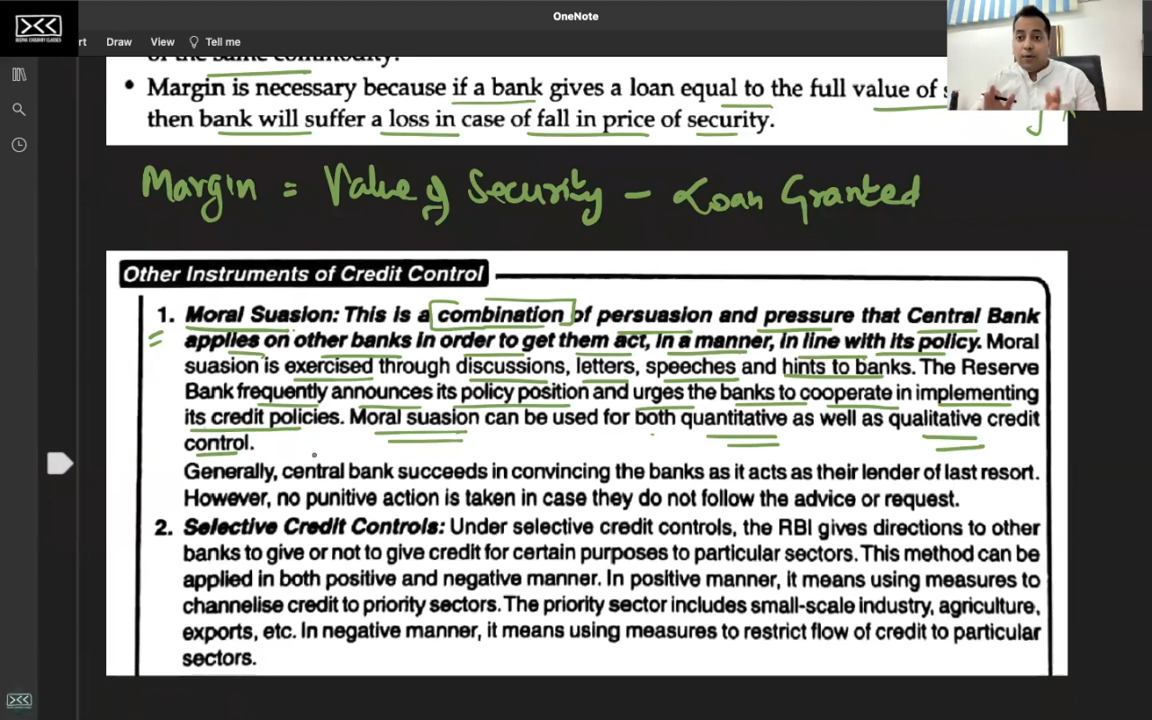 OneNote
Draw View Tell me
of the same commodity.
• Margin is necessary because if a bank gives a loan equal to the full value of
then bank will suffer a loss in case of fall in price of security.
Margin = Value of Security - Loan Granted
Other Instruments of Credit Control
1. Moral Suasion: This is a combination of persuasion and pressure that Central Bank
applies on other banks in order to get them act, in a manner, in line with its policy. Moral
suasion is exercised through discussions, letters, speeches and hints to banks. The Reserve
Bank frequently announces its policy position and urges the banks to cooperate in implementing
its credit policies. Moral suasion can be used for both quantitative as well as qualitative credit
control.
Generally, central bank succeeds in convincing the banks as it acts as their lender of last resort.
However, no punitive action is taken in case they do not follow the advice or request.
2. Selective Credit Controls: Under selective credit controls, the RBI gives directions to other
banks to give or not to give credit for certain purposes to particular sectors. This method can be
applied in both positive and negative manner. In positive manner, it means using measures to
channelise credit to priority sectors. The priority sector includes small-scale industry, agriculture,
exports, etc. In negative manner, it means using measures to restrict flow of credit to particular
sectors.